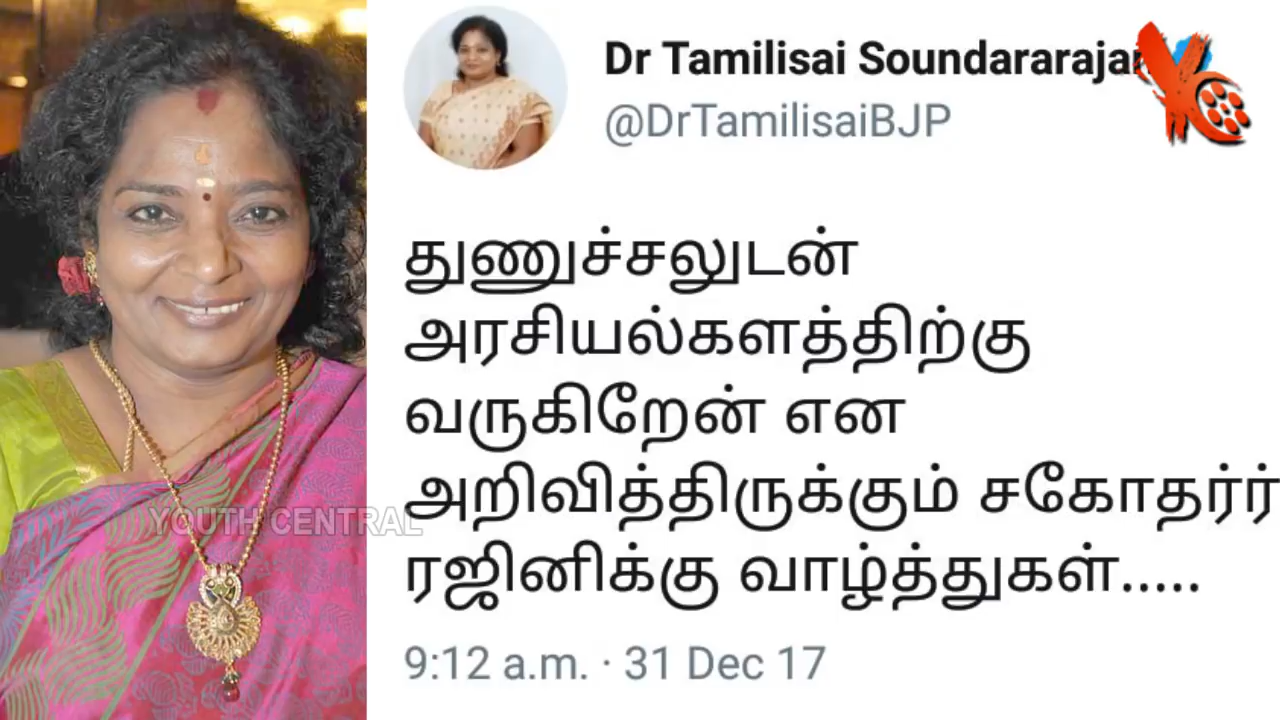 Dr Tamilisai Soundararajan
@DrTamilisaiBJP
துணுச்சலுடன்
அரசியல்களத்திற்கு
வருகிறேன் என
அறிவித்திருக்கும் சகோதர்ர்
ரஜினிக்கு வாழ்த்துகள்.....
9:12 a.m. · 31 Dec 17
YOUTH CENTRAL